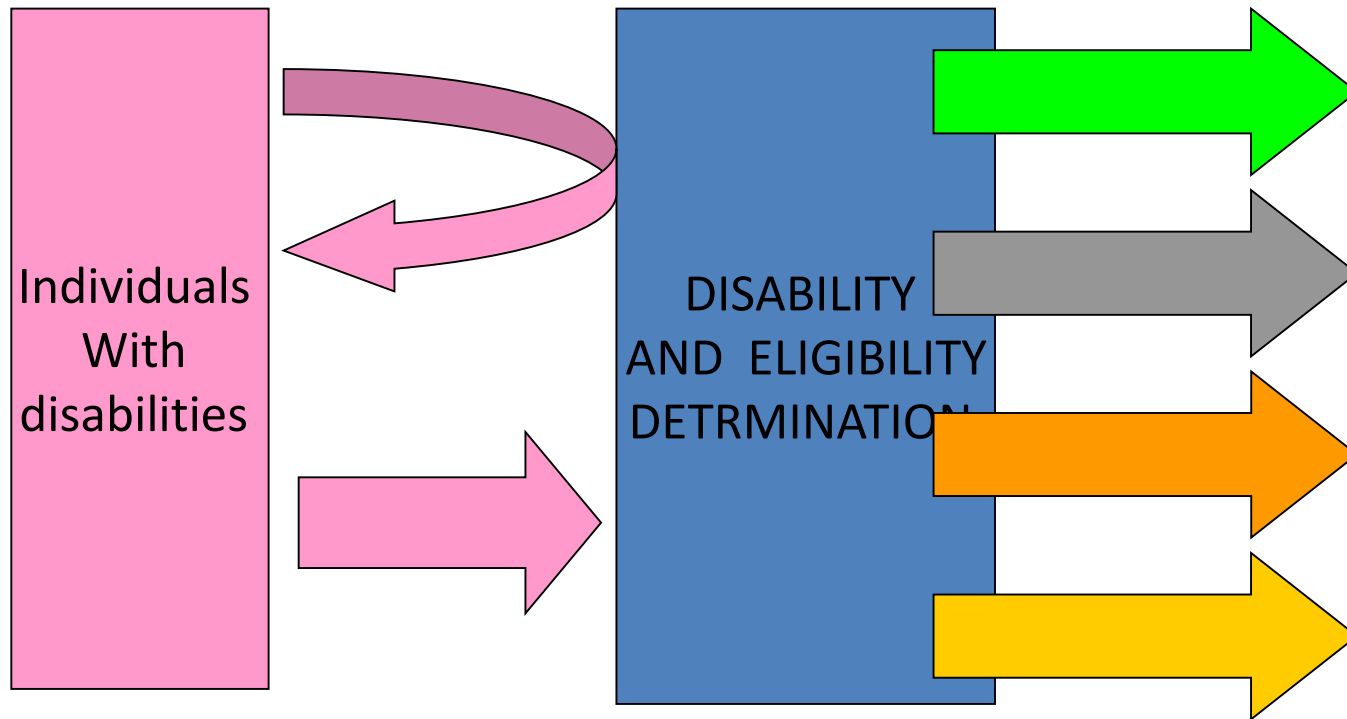 Individuals
With
disabilities
DISABILITY
AND ELIGIBILITY
DETRMINATION